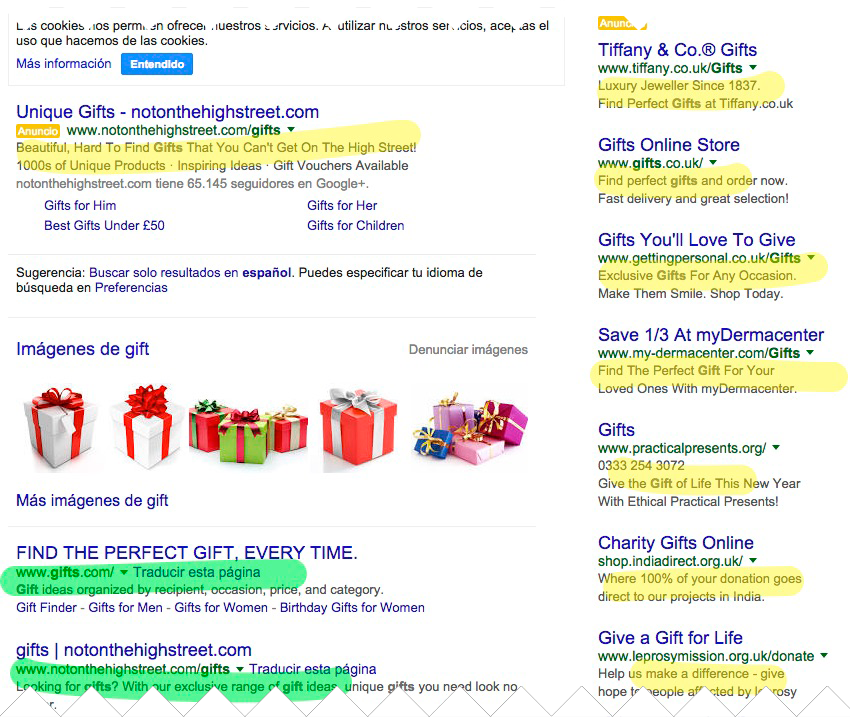 Las cookies nos permiten ofrecer nuestros servicios. Al utilizar nuestros servicios, aceptas el
uso que hacemos de las cookies.
Más información Entendido
Unique Gifts - notonthehighstreet.com
Anuncio www.notonthehighstreet.com/gifts
Beautiful, Hard To Find Gifts That You Can't Get On The High Street!
1000s of Unique Products · Inspiring Ideas · Gift Vouchers Available
notonthehighstreet.com tiene 65.145 seguidores en Google+.
Gifts for Him Gifts for Her
Best Gifts Under £50 Gifts for Children
Sugerencia: Buscar solo resultados en español. Puedes especificar tu idioma de
búsqueda en Preferencias
Imágenes de gift Denunciar imágenes
Más imágenes de gift
FIND THE PERFECT GIFT, EVERY TIME.
www.gifts.com/ Traducir esta página
Gift ideas organized by recipient, occasion, price, and category.
Gift Finder - Gifts for Men - Gifts for Women - Birthday Gifts for Women
gifts | notonthehighstreet.com
www.notonthehighstreet.com/gifts Traducir esta página
Looking for gifts? With our exclusive range of gift ideas, unique gifts you need look no
Anuncio
Tiffany & Co.® Gifts
www.tiffany.co.uk/Gifts
Luxury Jeweller Since 1837.
Find Perfect Gifts at Tiffany.co.uk
Gifts Online Store
www.gifts.co.uk/
Find perfect gifts and order now.
Fast delivery and great selection!
Gifts You'll Love To Give
www.gettingpersonal.co.uk/Gifts
Exclusive Gifts For Any Occasion.
Make Them Smile. Shop Today.
Save 1/3 At myDermacenter
www.my-dermacenter.com/Gifts
Find The Perfect Gift For Your
Loved Ones With myDermacenter.
Gifts
www.practicalpresents.org/
0333 254 3072
Give the Gift of Life This New Year
With Ethical Practical Presents!
Charity Gifts Online
shop.indiadirect.org.uk/
Where 100% of your donation goes
direct to our projects in India.
Give a Gift for Life
www.leprosymission.org.uk/donate
Help us make a difference - give
hope to people affected by leprosy